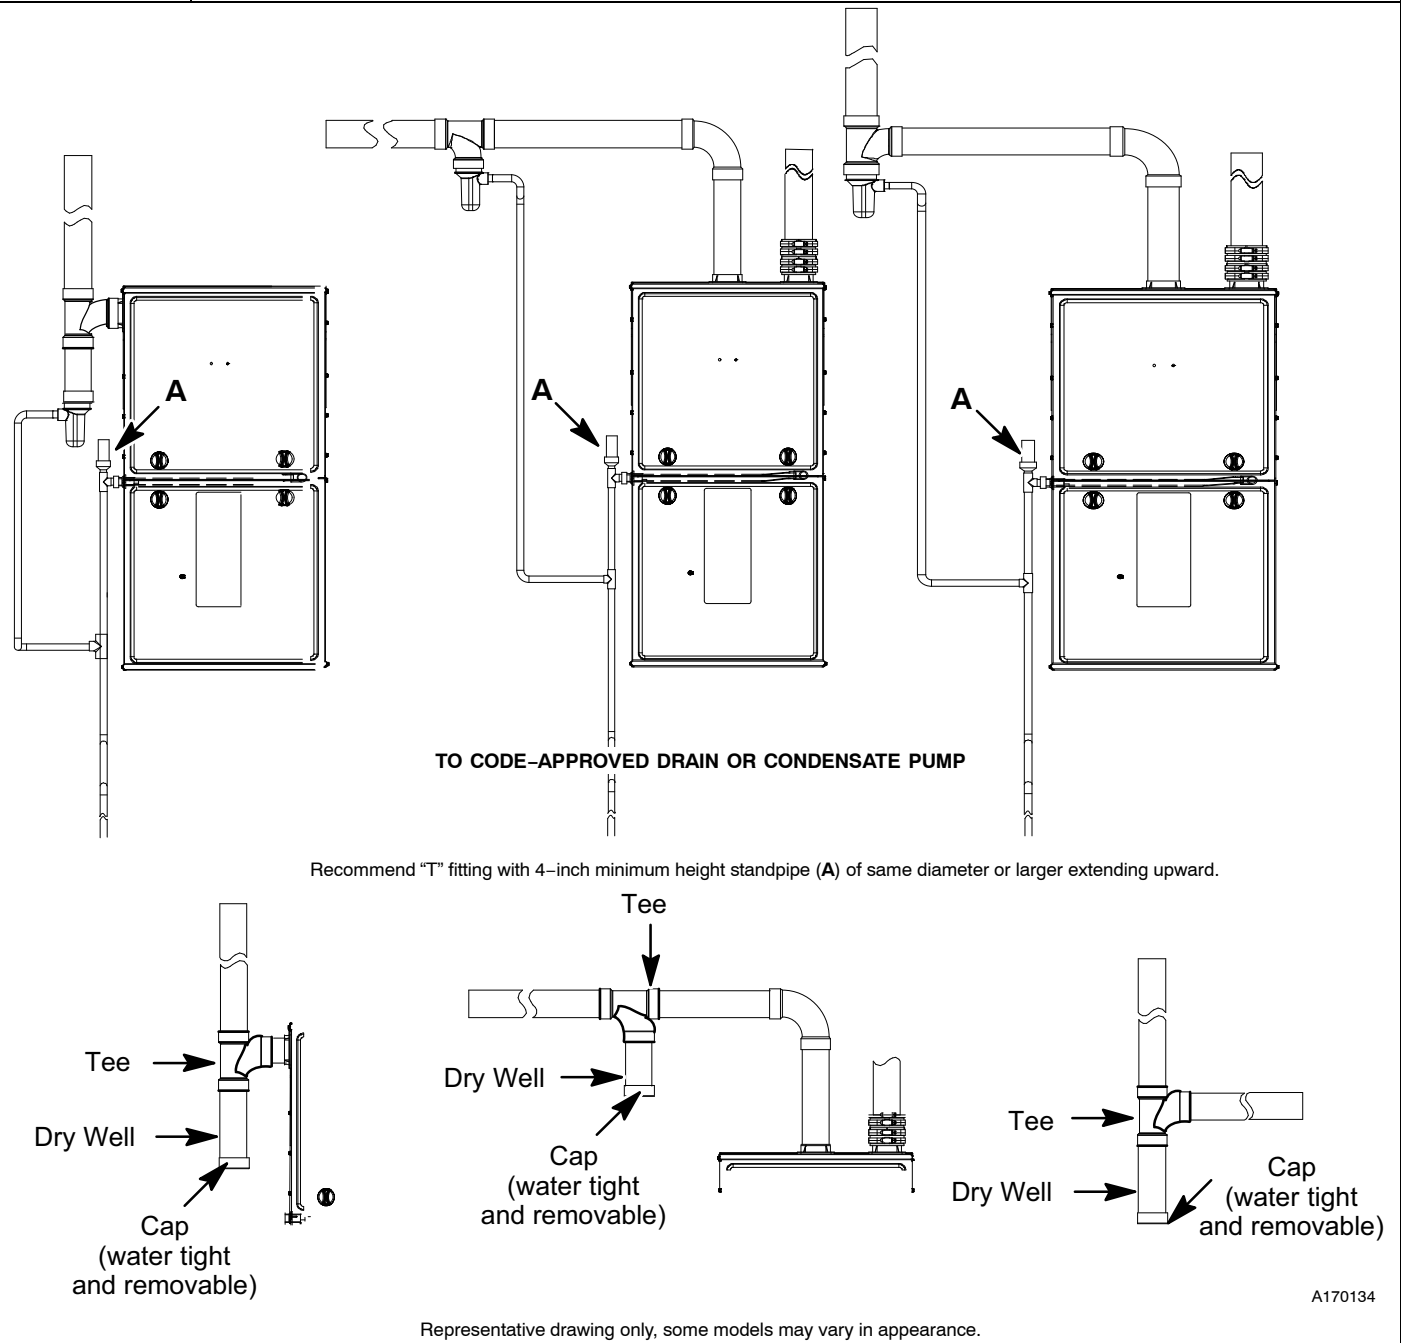 A
A
A
TO CODE–APPROVED DRAIN OR CONDENSATE PUMP
Recommend “T” fitting with 4–inch minimum height standpipe (A) of same diameter or larger extending upward.
Tee
Dry Well
Cap
(water tight
and removable)
Tee
Dry Well
Cap
(water tight
and removable)
Tee
Dry Well
Cap
(water tight
and removable)
A170134
Representative drawing only, some models may vary in appearance.